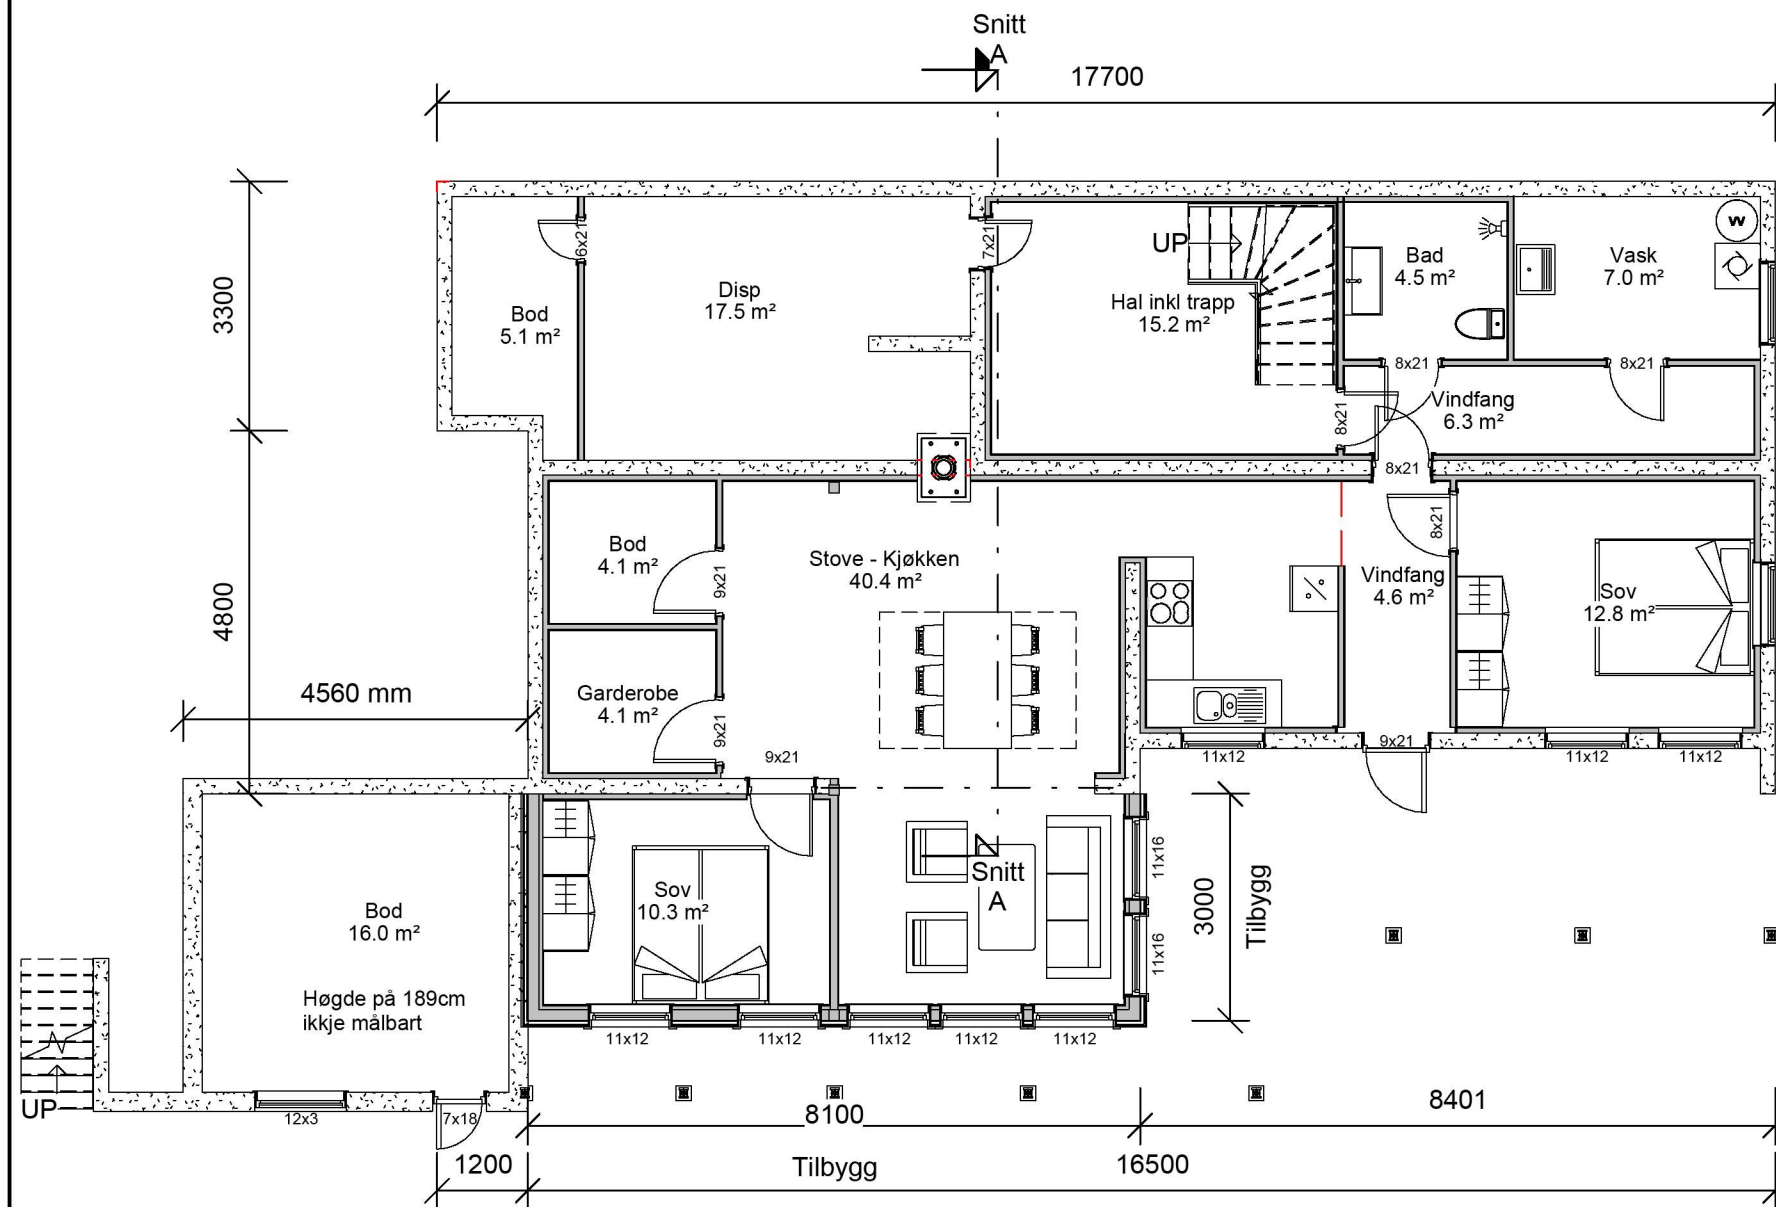 Snitt
A
17700
3300
4800
4560 mm
6x21
7x21
UP
Bod
5.1 m²
Disp
17.5 m²
Hal inkl trapp
15.2 m²
Bad
4.5 m²
Vask
7.0 m²
W
8x21
8x21
8x21
Vindfang
6.3 m²
8x21
8x21
Bod
4.1 m²
9x21
Stove - Kjøkken
40.4 m²
Vindfang
4.6 m²
Sov
12.8 m²
Garderobe
4.1 m²
9x21
9x21
11x12
9x21
11x12
11x12
Sov
10.3 m²
Snitt
A
11x16
11x16
3000
Tilbygg
Bod
16.0 m²
Høgde på 189cm
ikkje målbart
11x12
11x12
11x12
11x12
11x12
UP
12x3
7x18
8100
8401
1200
Tilbygg
16500